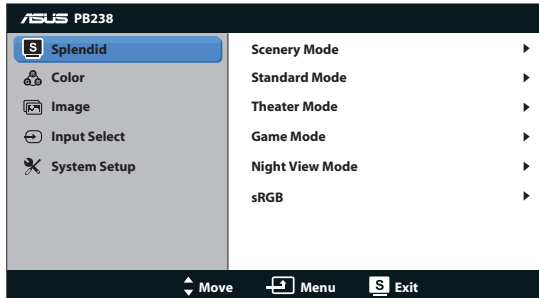 ASUS PB238
S Splendid
Color
Image
Input Select
System Setup
Scenery Mode
Standard Mode
Theater Mode
Game Mode
Night View Mode
sRGB
Move Menu S Exit